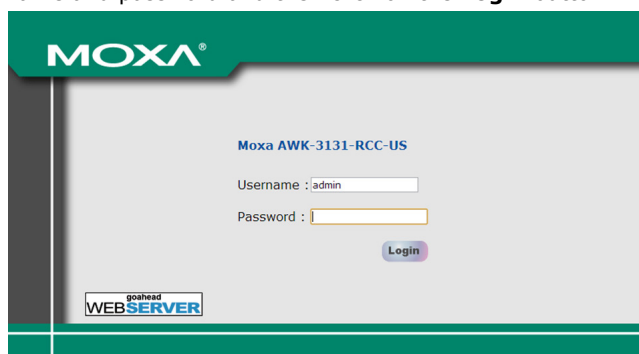 MOXA®
Moxa AWK-3131-RCC-US
Username : admin
Password :
Login
goahead
WEBSERVER